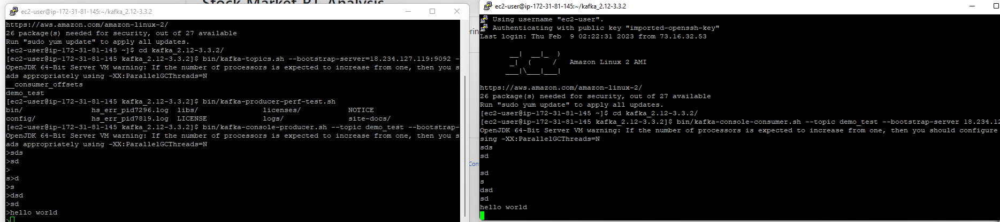 Stock Market RT Analysis
ec2-user@ip-172-31-81-145:~/kafka_2.12-3.3.2
https://aws.amazon.com/amazon-linux-2/
26 package(s) needed for security, out of 27 available
Run "sudo yum update" to apply all updates.
[ec2-user@ip-172-31-81-145 ~]$ cd kafka_2.12-3.3.2/
[ec2-user@ip-172-31-81-145 kafka_2.12-3.3.2]$ bin/kafka-topics.sh --bootstrap-server=18.234.127.119:9092 -
OpenJDK 64-Bit Server VM warning: If the number of processors is expected to increase from one, then you s
ads appropriately using -XX:ParallelGCThreads=N
__consumer_offsets
demo_test
[ec2-user@ip-172-31-81-145 kafka_2.12-3.3.2]$ bin/kafka-producer-perf-test.sh
bin/ hs_err_pid7296.log libs/ licenses/ NOTICE
config/ hs_err_pid7819.log LICENSE logs/ site-docs/
[ec2-user@ip-172-31-81-145 kafka_2.12-3.3.2]$ bin/kafka-console-producer.sh --topic demo_test --bootstrap-
OpenJDK 64-Bit Server VM warning: If the number of processors is expected to increase from one, then you s
ads appropriately using -XX:ParallelGCThreads=N
>sds
>sd
>
s>d
>s
>dsd
>sd
>hello world
>
erin
Con
ec2-user@ip-172-31-81-145:~/kafka_2.12-3.3.2
Using username "ec2-user".
Authenticating with public key "imported-openssh-key"
Last login: Thu Feb  9 02:22:31 2023 from 73.16.32.53
__|  __|_  )
_|  (     /   Amazon Linux 2 AMI
___|\___|___|
https://aws.amazon.com/amazon-linux-2/
26 package(s) needed for security, out of 27 available
Run "sudo yum update" to apply all updates.
[ec2-user@ip-172-31-81-145 ~]$ cd kafka_2.12-3.3.2/
[ec2-user@ip-172-31-81-145 kafka_2.12-3.3.2]$ bin/kafka-console-consumer.sh --topic demo_test --bootstrap-server 18.234.12
OpenJDK 64-Bit Server VM warning: If the number of processors is expected to increase from one, then you should configure
sing -XX:ParallelGCThreads=N
sds
sd
sd
s
dsd
sd
hello world